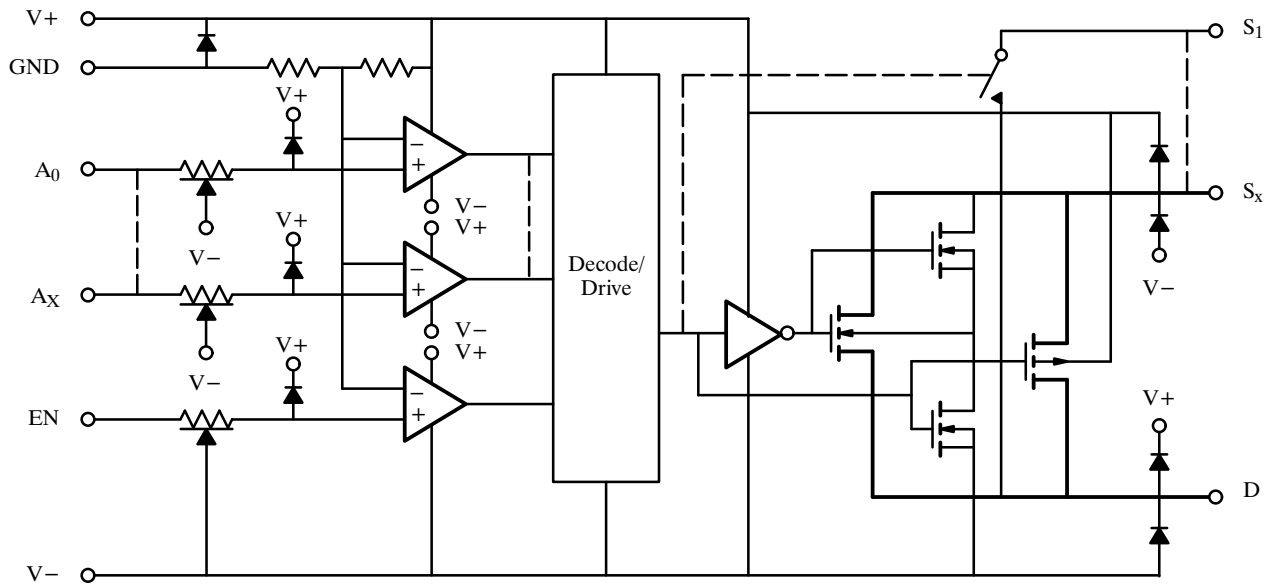 V+
S1
GND
V+
− +
A0
V−
Sx
V+
V+
V−
− +
Decode/
Drive
AX
V−
V−
V+
V+
V−
− +
V+
EN
D
V−